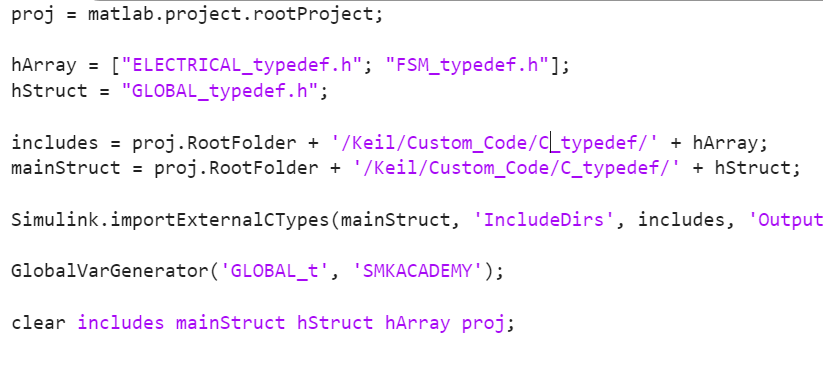 proj = matlab.project.rootProject;
hArray = ["ELECTRICAL_typedef.h"; "FSM_typedef.h"];
hStruct = "GLOBAL_typedef.h";
includes = proj.RootFolder + '/Keil/Custom_Code/C_typedef/' + hArray;
mainStruct = proj.RootFolder + '/Keil/Custom_Code/C_typedef/' + hStruct;
Simulink.importExternalCTypes(mainStruct, 'IncludeDirs', includes, 'Output
GlobalVarGenerator('GLOBAL_t', 'SMKACADEMY');
clear includes mainStruct hStruct hArray proj;